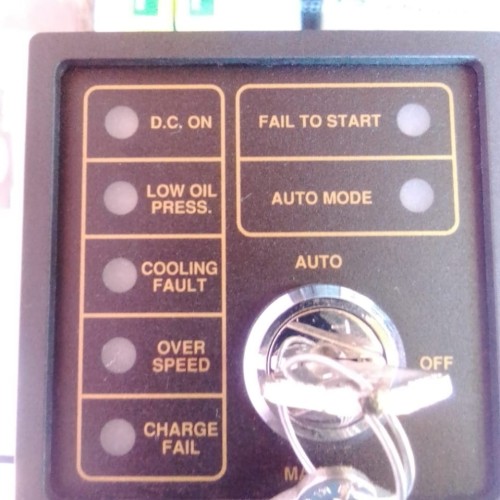 D.C. ON
LOW OIL
PRESS.
COOLING
FAULT
OVER
SPEED
CHARGE
FAIL
FAIL TO START
AUTO MODE
AUTO
OFF